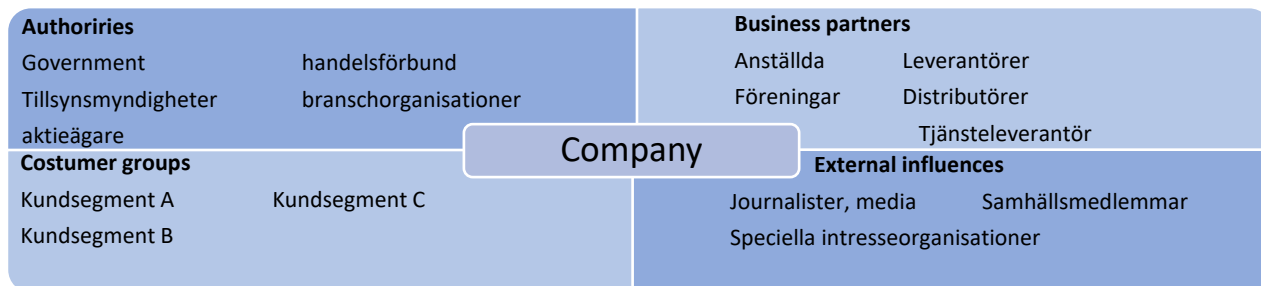 Authoriries
Government handelsförbund
Tillsynsmyndigheter branschorganisationer
aktieägare
Business partners
Anställda Leverantörer
Föreningar Distributörer
Tjänsteleverantör
Company
Costumer groups
Kundsegment A Kundsegment C
Kundsegment B
External influences
Journalister, media Samhällsmedlemmar
Speciella intresseorganisationer